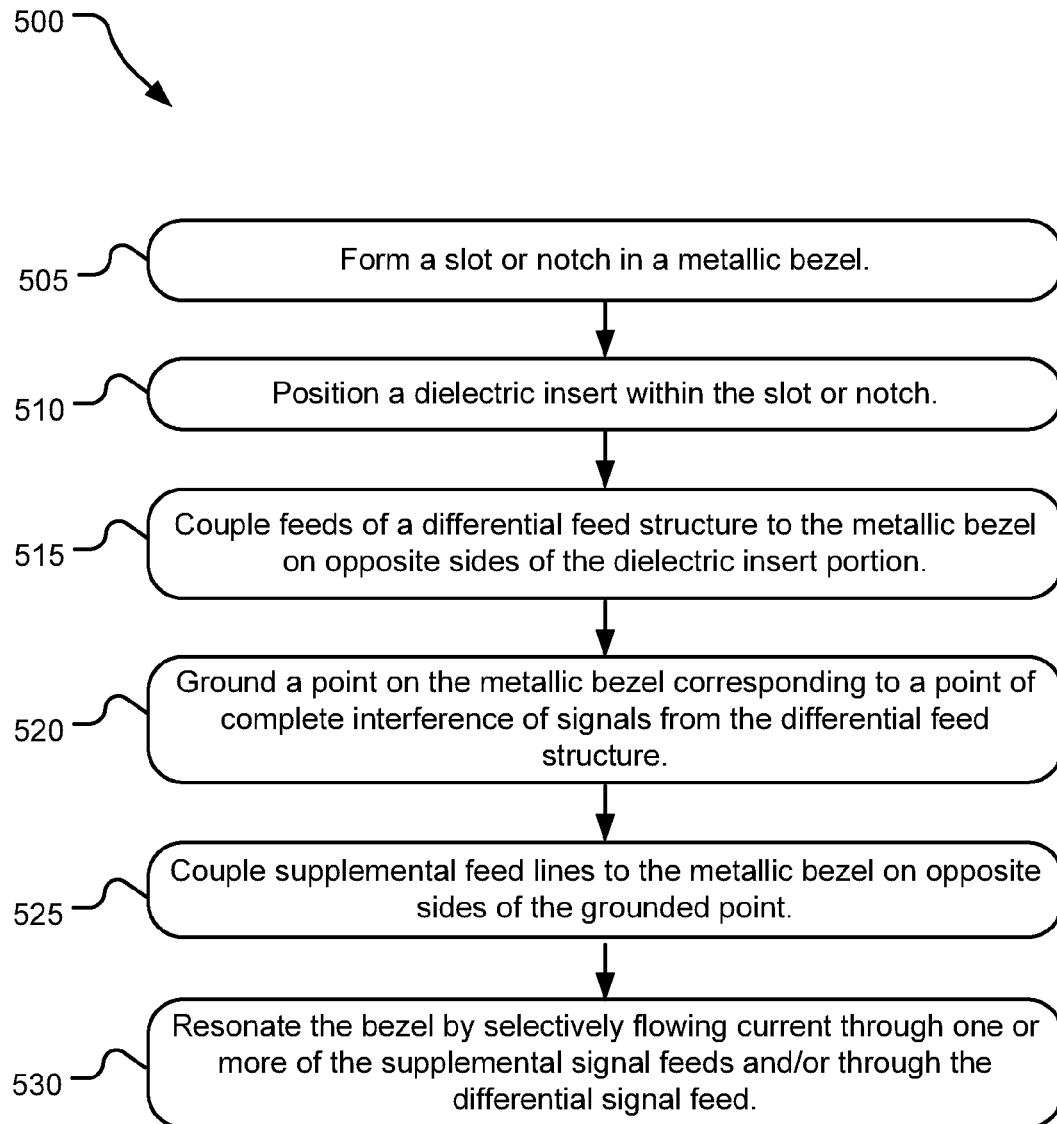 500
505
Form a slot or notch in a metallic bezel.
510
Position a dielectric insert within the slot or notch.
515
Couple feeds of a differential feed structure to the metallic bezel
on opposite sides of the dielectric insert portion.
520
Ground a point on the metallic bezel corresponding to a point of
complete interference of signals from the differential feed
structure.
525
Couple supplemental feed lines to the metallic bezel on opposite
sides of the grounded point.
530
Resonate the bezel by selectively flowing current through one or
more of the supplemental signal feeds and/or through the
differential signal feed.